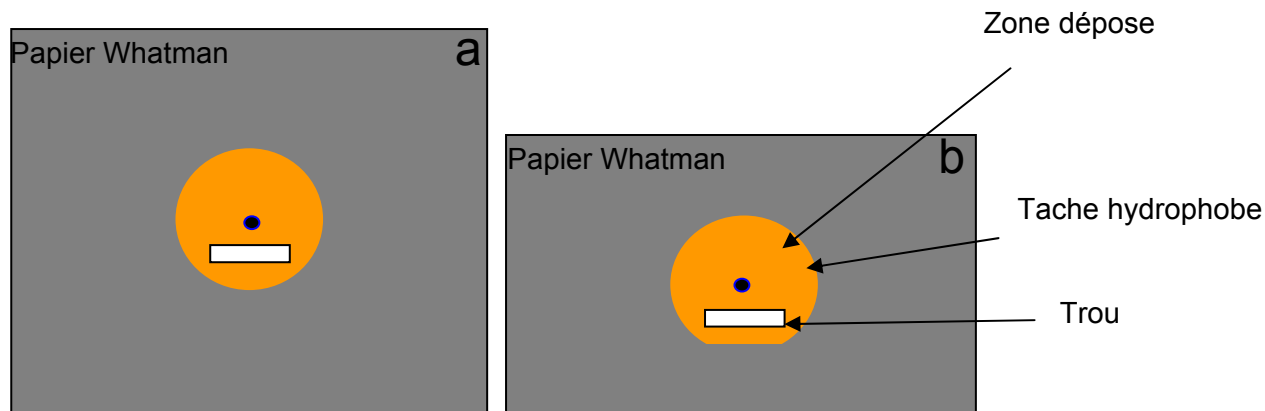 Zone dépose
Papier Whatman a
Papier Whatman b
Tache hydrophobe
Trou